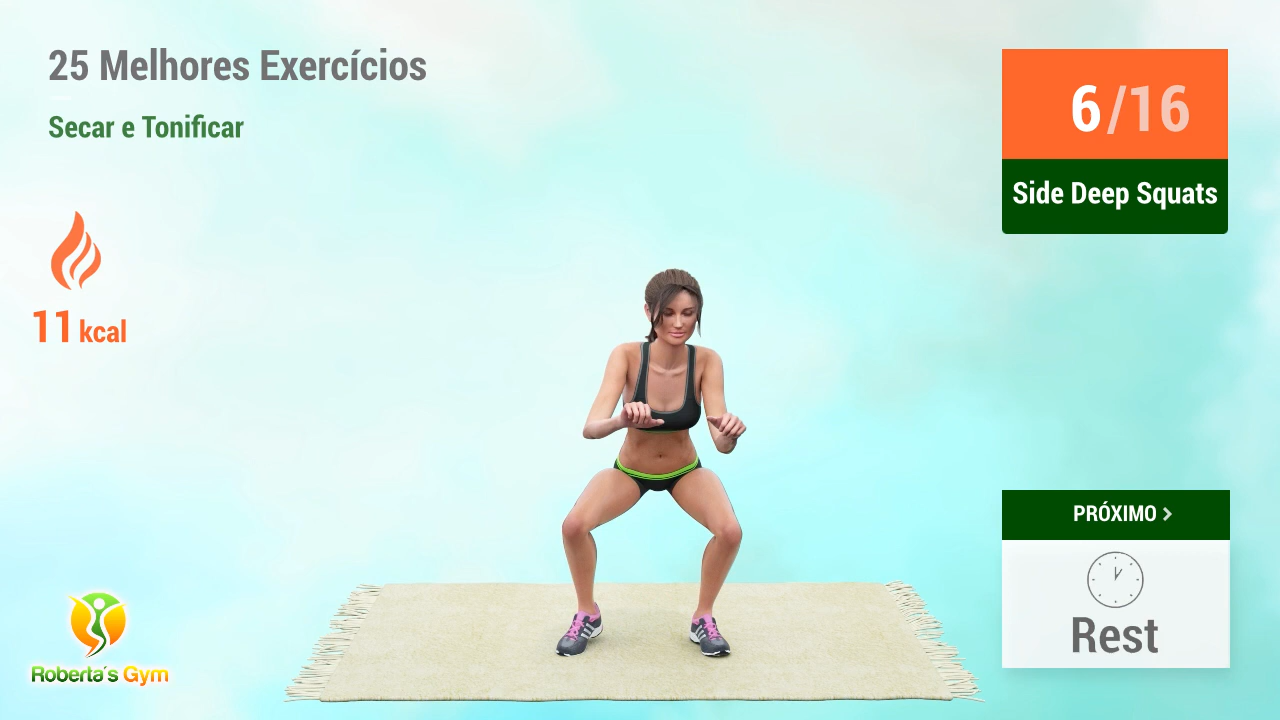 25 Melhores Exercícios
Secar e Tonificar
6/16
Side Deep Squats
11 kcal
PRÓXIMO >
Rest
Roberta´s Gym